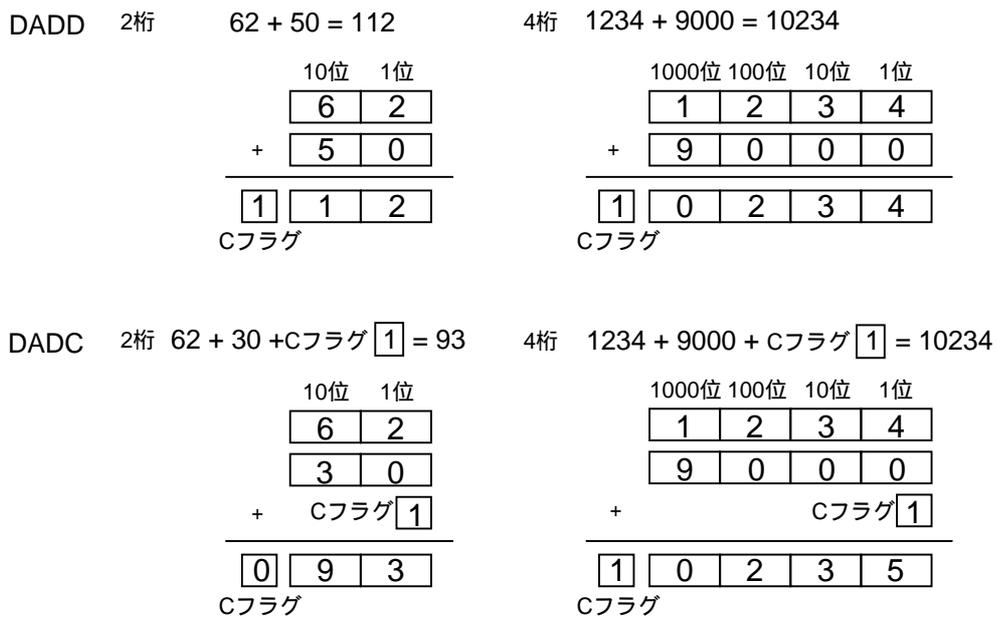 DADD 2桁 62 + 50 = 112 4桁 1234 + 9000 = 10234
10位 1位 1000位 100位 10位 1位
6 2 1 2 3 4
+ 5 0 + 9 0 0 0
1 1 2 1 0 2 3 4
Cフラグ Cフラグ
DADC 2桁 62 + 30 +Cフラグ 1 = 93 4桁 1234 + 9000 + Cフラグ 1 = 10234
10位 1位 1000位 100位 10位 1位
6 2 1 2 3 4
3 0 9 0 0 0
+ Cフラグ 1 + Cフラグ 1
0 9 3 1 0 2 3 5
Cフラグ Cフラグ